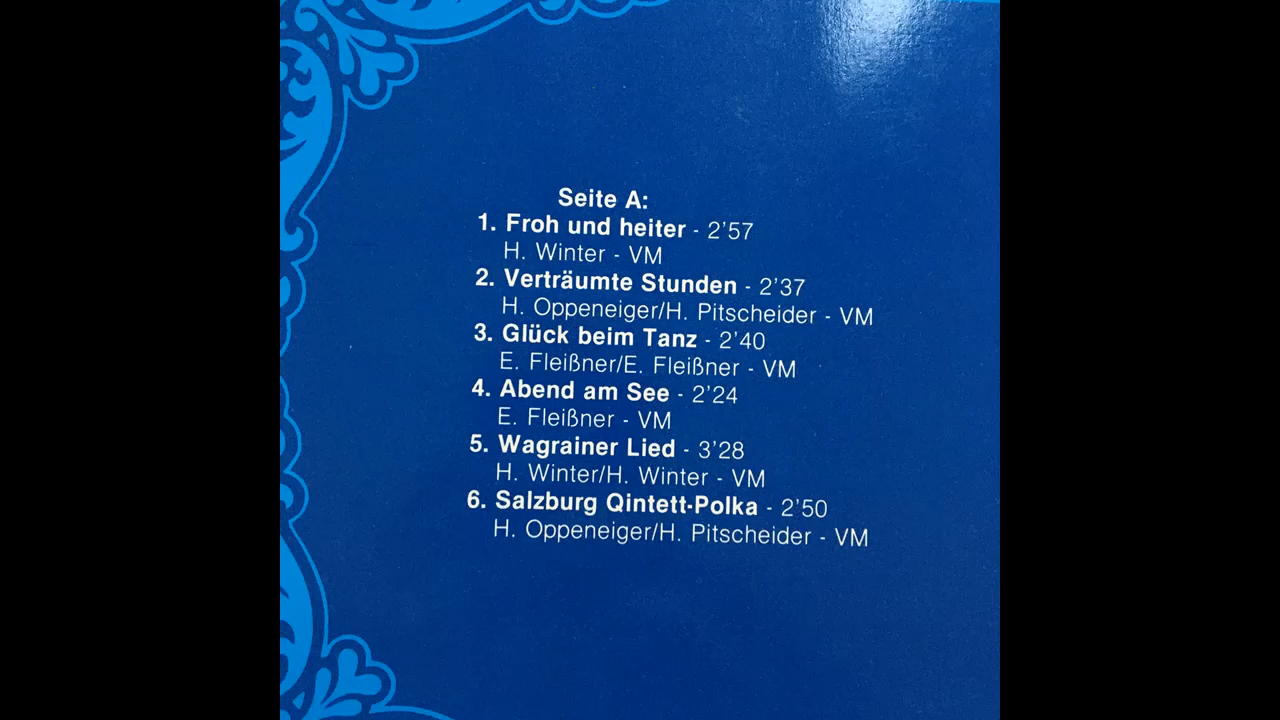 Seite A:
1. Froh und heiter - 2'57
H. Winter - VM
2. Verträumte Stunden - 2'37
H. Oppeneiger/H. Pitscheider - VM
3. Glück beim Tanz - 2'40
E. Fleißner/E. Fleißner - VM
4. Abend am See - 2'24
E. Fleißner - VM
5. Wagrainer Lied - 3'28
H. Winter/H. Winter - VM
6. Salzburg Qintett-Polka - 2'50
H. Oppeneiger/H. Pitscheider - VM